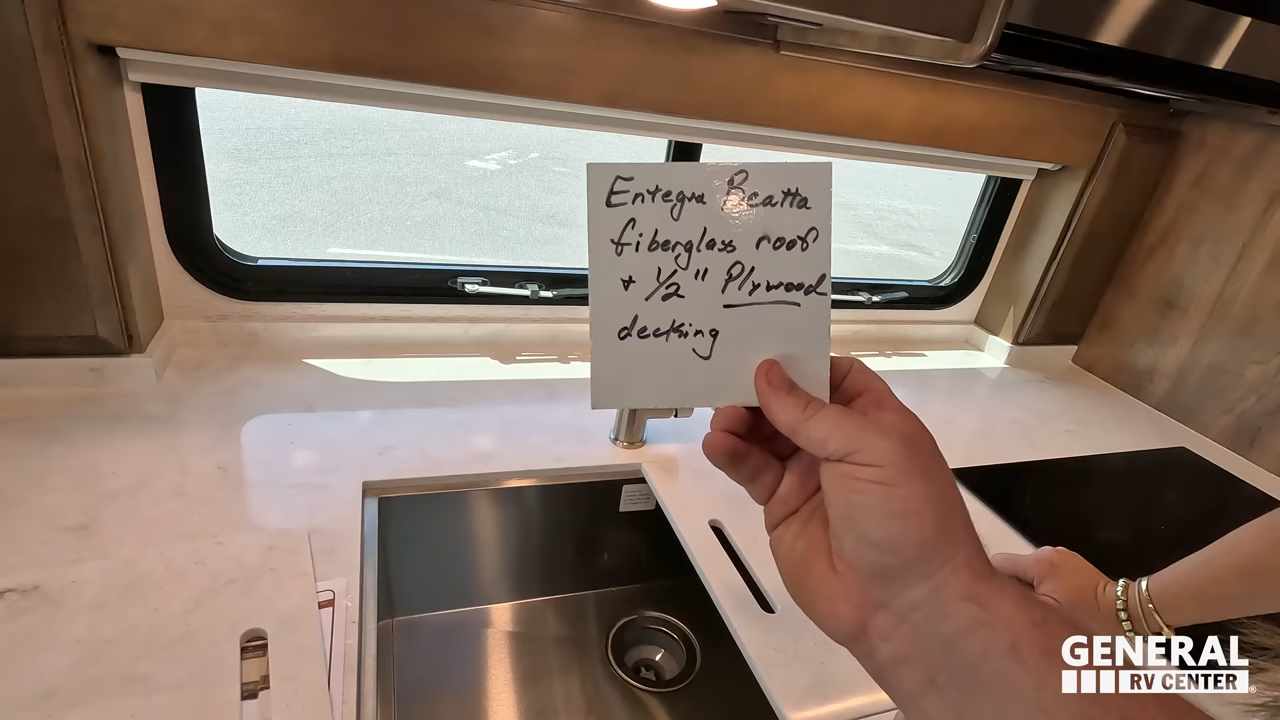 Entegra Reatta
fiberglass roof
+ 1/2" Plywood
decking
GENERAL
RV CENTER®